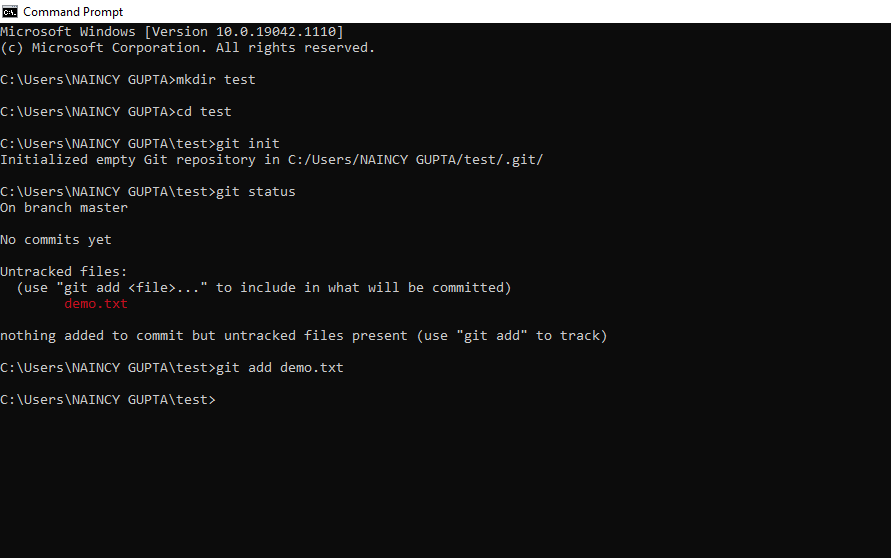 Command Prompt
Microsoft Windows [Version 10.0.19042.1110]
(c) Microsoft Corporation. All rights reserved.
C:\Users\NAINCY GUPTA>mkdir test
C:\Users\NAINCY GUPTA>cd test
C:\Users\NAINCY GUPTA\test>git init
Initialized empty Git repository in C:/Users/NAINCY GUPTA/test/.git/
C:\Users\NAINCY GUPTA\test>git status
On branch master
No commits yet
Untracked files:
  (use "git add <file>..." to include in what will be committed)
        demo.txt
nothing added to commit but untracked files present (use "git add" to track)
C:\Users\NAINCY GUPTA\test>git add demo.txt
C:\Users\NAINCY GUPTA\test>